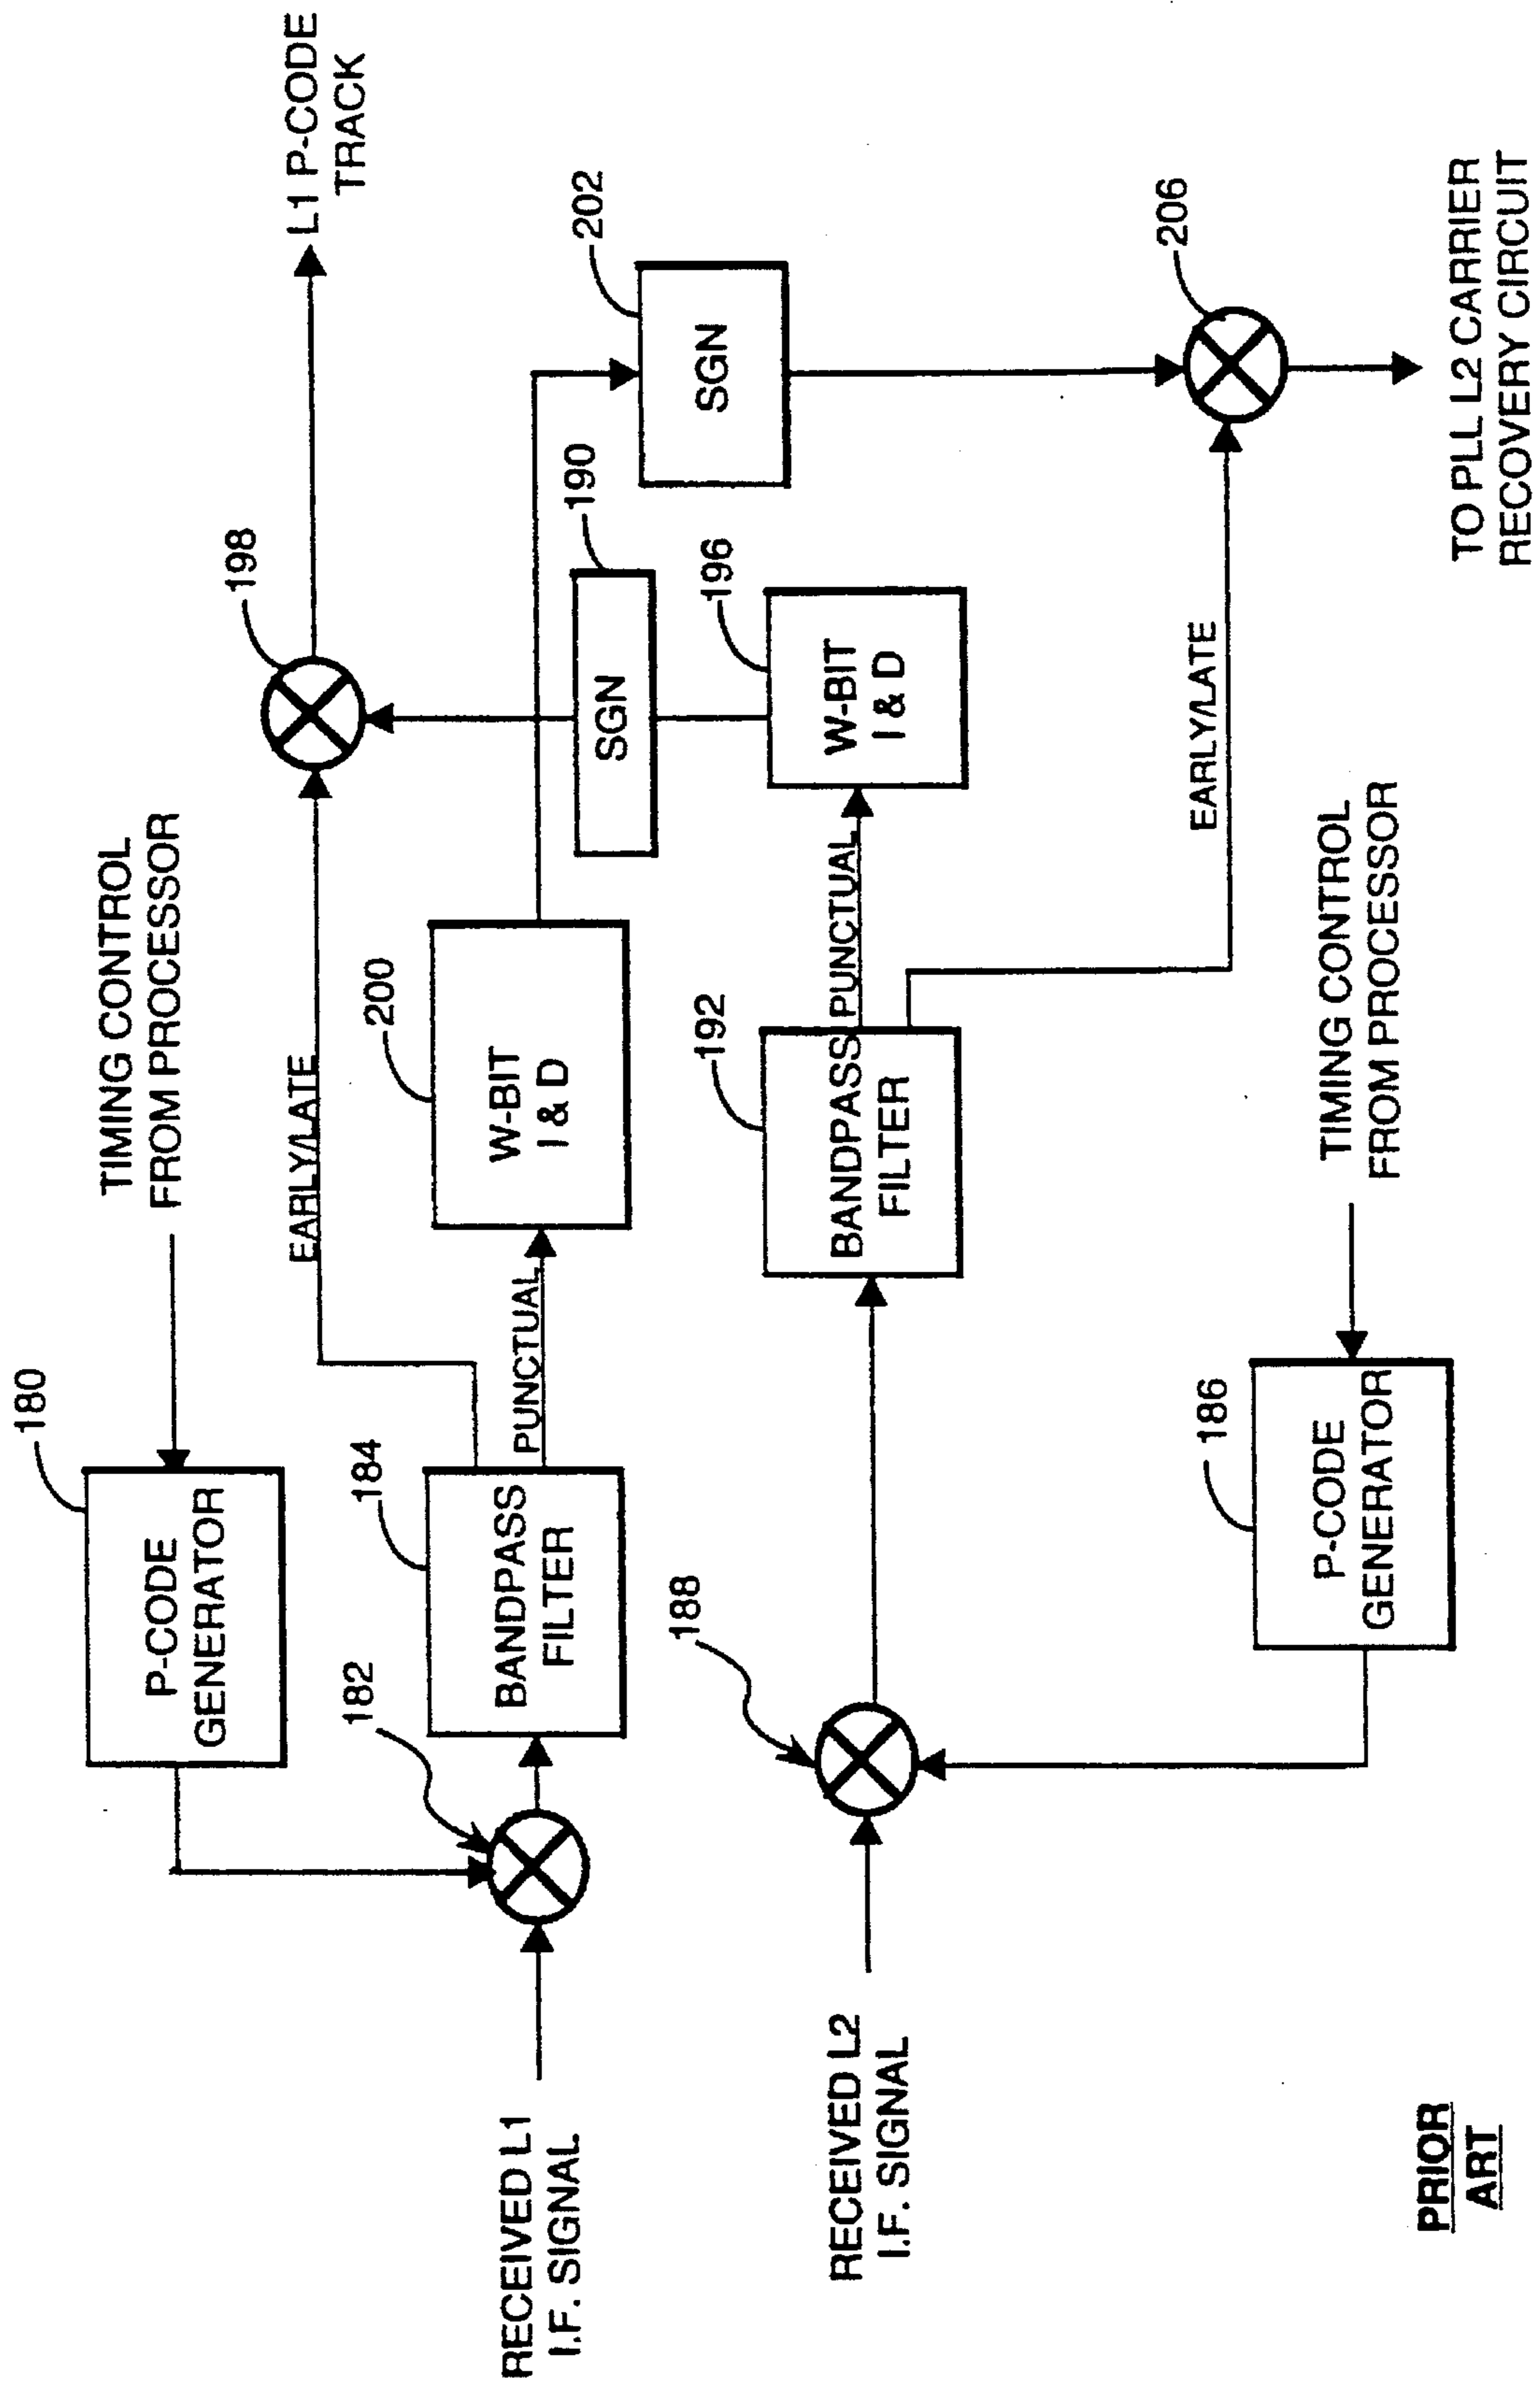 TIMING CONTROL
FROM PROCESSOR
180
P-CODE
GENERATOR
198
L1 P-CODE
TRACK
EARLY/LATE
182
184
BANDPASS
FILTER
PUNCTUAL
200
W-BIT
I & D
190
SGN
202
SGN
RECEIVED L1
I.F. SIGNAL
188
192
BANDPASS
FILTER
PUNCTUAL
196
W-BIT
I & D
RECEIVED L2
I.F. SIGNAL
EARLY/LATE
206
186
P-CODE
GENERATOR
TIMING CONTROL
FROM PROCESSOR
TO PLL L2 CARRIER
RECOVERY CIRCUIT
PRIOR
ART